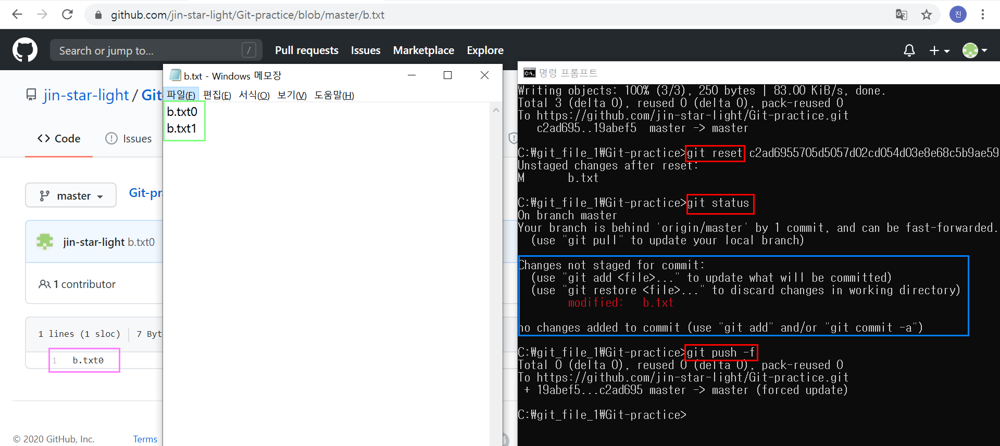 github.com/jin-star-light/Git-practice/blob/master/b.txt
진
Search or jump to...
/
Pull requests
Issues
Marketplace
Explore
jin-star-light / Git-
Code
Issues
master
Git-pr
jin-star-light b.txt0
1 contributor
1 lines (1 sloc)
7 Byt
1 b.txt0
© 2020 GitHub, Inc.
Terms
b.txt - Windows 메모장
파일(F) 편집(E) 서식(O) 보기(V) 도움말(H)
b.txt0
b.txt1
명령 프롬프트
Writing objects: 100% (3/3), 250 bytes | 83.00 KiB/s, done.
Total 3 (delta 0), reused 0 (delta 0), pack-reused 0
To https://github.com/jin-star-light/Git-practice.git
   c2ad695..19abef5  master -> master
C:₩git_file_1₩Git-practice>git reset c2ad6955705d5057d02cd054d03e8e68c5b9ae59
Unstaged changes after reset:
M       b.txt
C:₩git_file_1₩Git-practice>git status
On branch master
Your branch is behind 'origin/master' by 1 commit, and can be fast-forwarded.
  (use "git pull" to update your local branch)
Changes not staged for commit:
  (use "git add <file>..." to update what will be committed)
  (use "git restore <file>..." to discard changes in working directory)
        modified:   b.txt
no changes added to commit (use "git add" and/or "git commit -a")
C:₩git_file_1₩Git-practice>git push -f
Total 0 (delta 0), reused 0 (delta 0), pack-reused 0
To https://github.com/jin-star-light/Git-practice.git
 + 19abef5...c2ad695 master -> master (forced update)
C:₩git_file_1₩Git-practice>